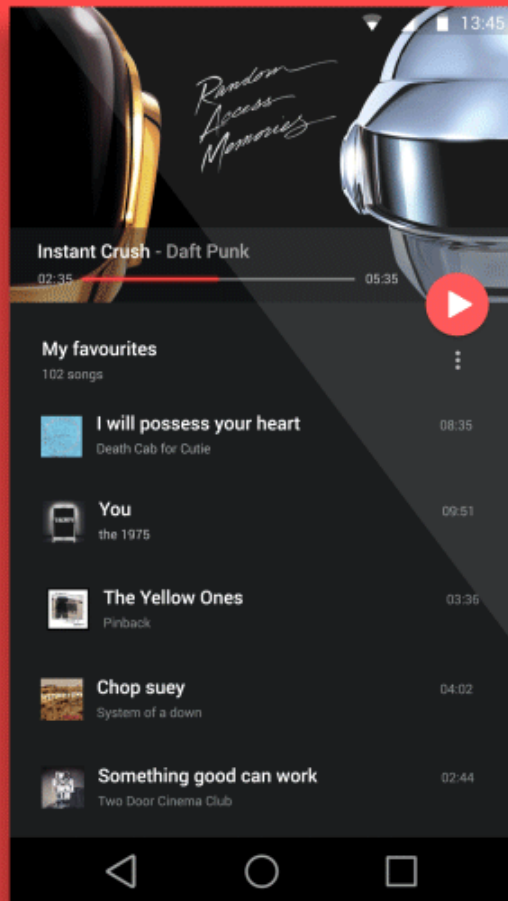 13:45
Random
Access
Memories
Instant Crush - Daft Punk
02:35
05:35
My favourites
102 songs
I will possess your heart
08:35
Death Cab for Cutie
You
09:51
the 1975
The Yellow Ones
03:36
Pinback
Chop suey
04:02
System of a down
Something good can work
02:44
Two Door Cinema Club